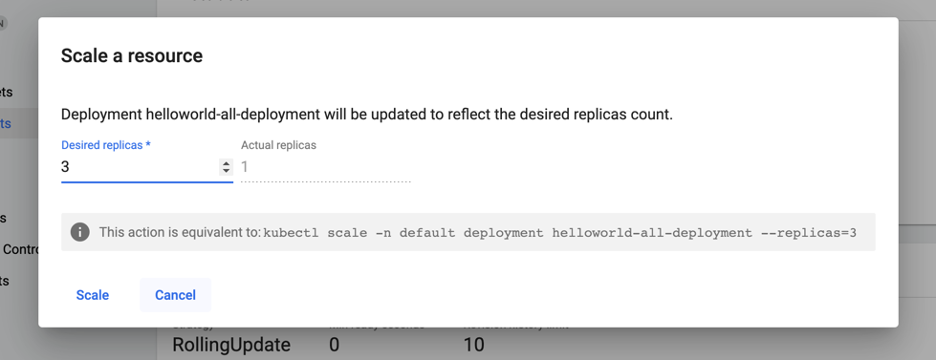 Scale a resource
ets
Deployment helloworld-all-deployment will be updated to reflect the desired replicas count.
ts
Desired replicas * Actual replicas
3 1
s
This action is equivalent to: kubectl scale -n default deployment helloworld-all-deployment --replicas=3
Contro
ts
Scale Cancel
RollingUpdate 0 10